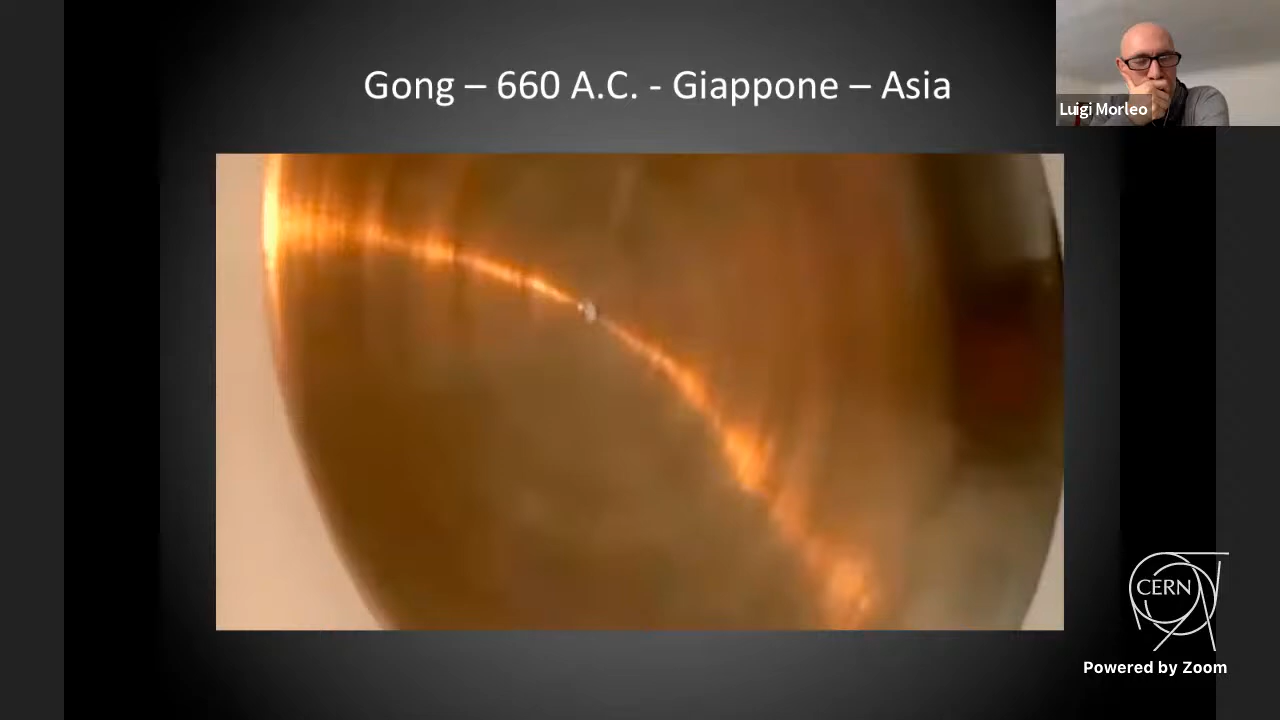 Gong – 660 A.C. - Giappone – Asia
Luigi Morleo
CERN
Powered by Zoom